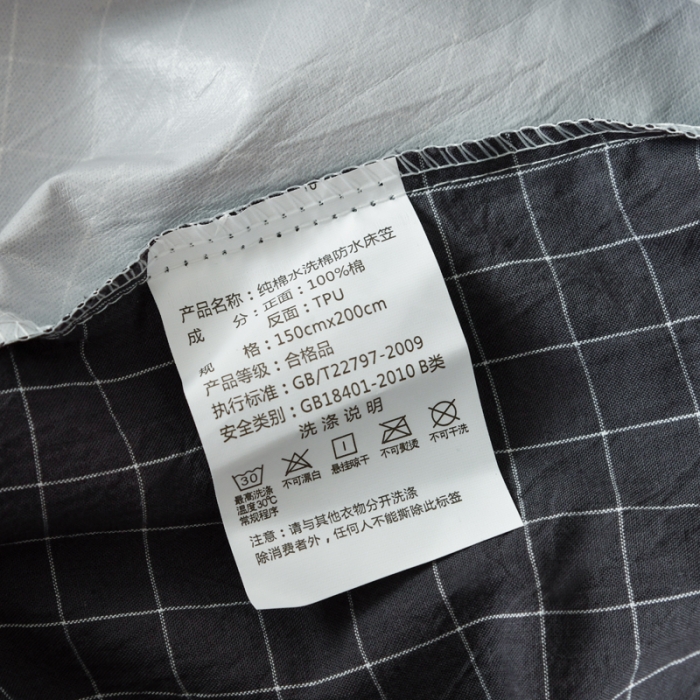 产品名称：纯棉水洗棉防水床笠
成 分：正面：100%棉
反面：TPU
规 格：150cmx200cm
产品等级：合格品
执行标准：GB/T22797-2009
安全类别：GB18401-2010 B类
洗涤说明
30
最高洗涤
温度30℃
常规程序
不可漂白
悬挂晾干
不可熨烫
不可干洗
注意：请与其他衣物分开洗涤
除消费者外，任何人不能撕除此标签